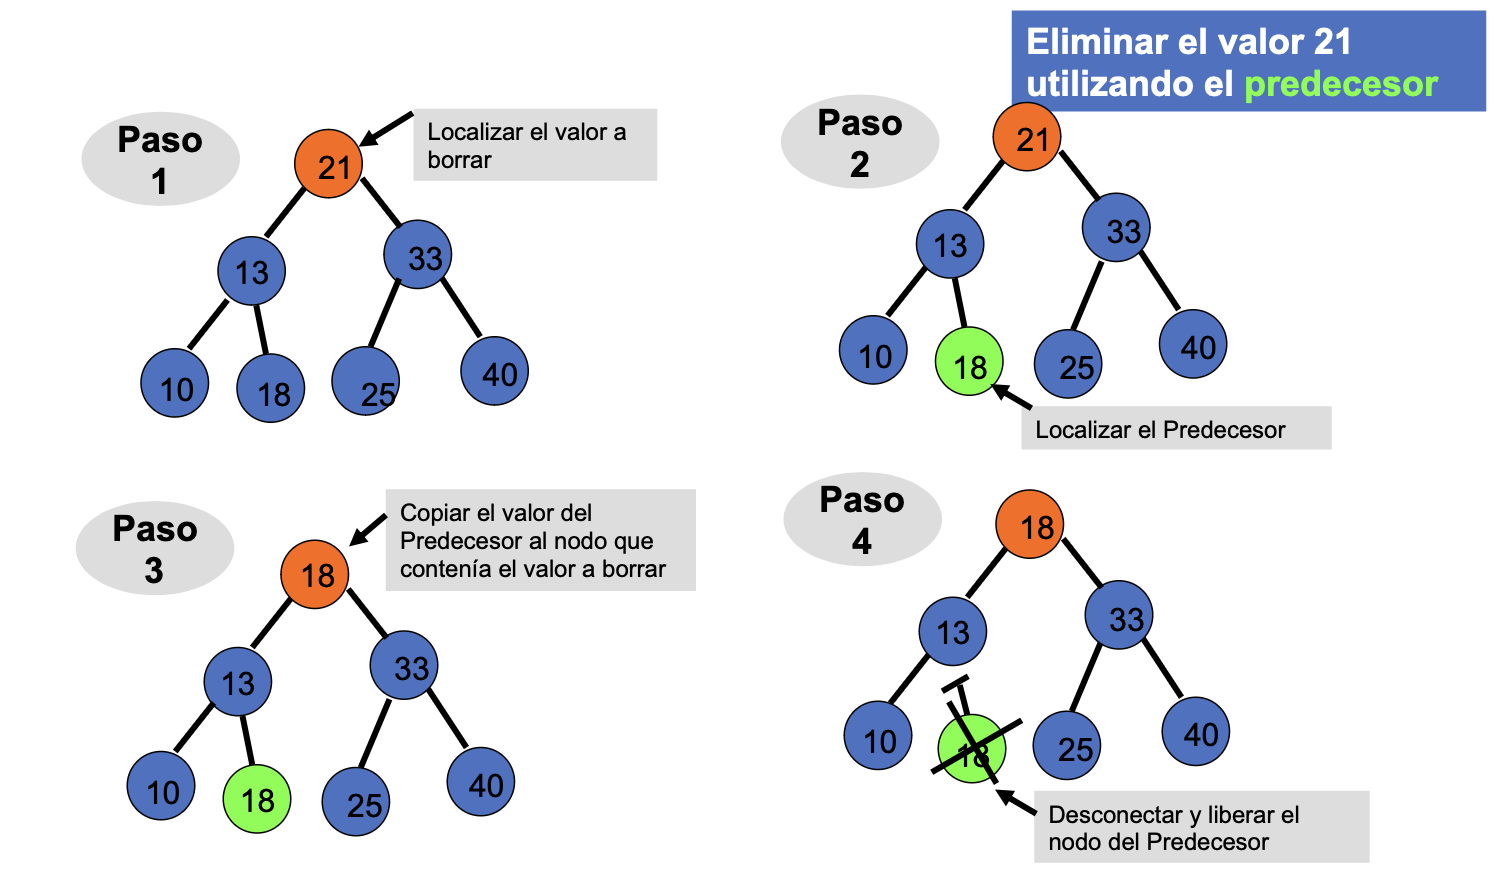 Eliminar el valor 21
utilizando el predecesor
Paso
1
Localizar el valor a
borrar
21
13
33
10
18
25
40
Paso
2
21
13
33
10
18
25
40
Localizar el Predecesor
Paso
3
Copiar el valor del
Predecesor al nodo que
contenía el valor a borrar
18
13
33
10
18
25
40
Paso
4
18
13
33
10
18
25
40
Desconectar y liberar el
nodo del Predecesor